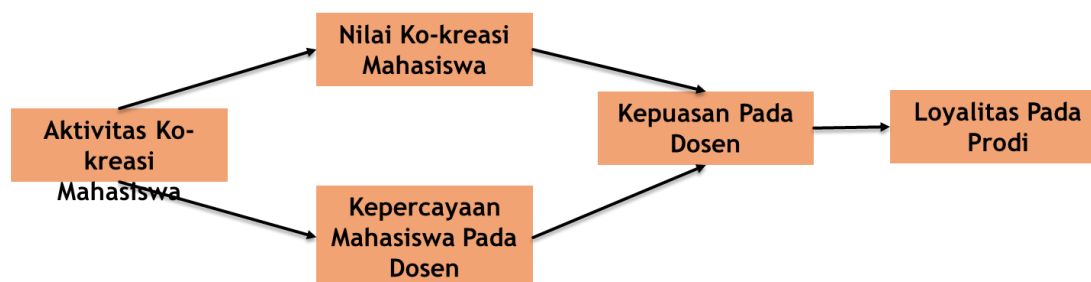 Nilai Ko-kreasi
Mahasiswa
Aktivitas Ko-
kreasi
Mahasiswa
Kepercayaan
Mahasiswa Pada
Dosen
Kepuasan Pada
Dosen
Loyalitas Pada
Prodi